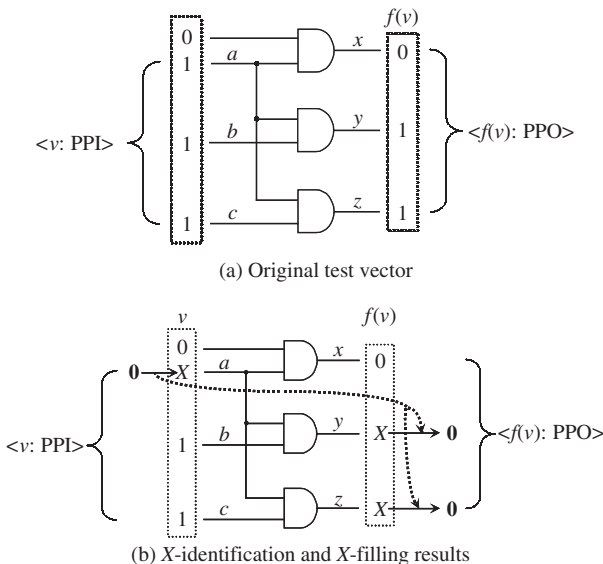 f(v)
0 x 0
1 a
<v: PPI> 1 b y 1 <f(v): PPO>
1 c z 1
(a) Original test vector
v f(v)
0 x 0
0 X a
<v: PPI> 1 b y X 0 <f(v): PPO>
1 c z X 0
(b) X-identification and X-filling results